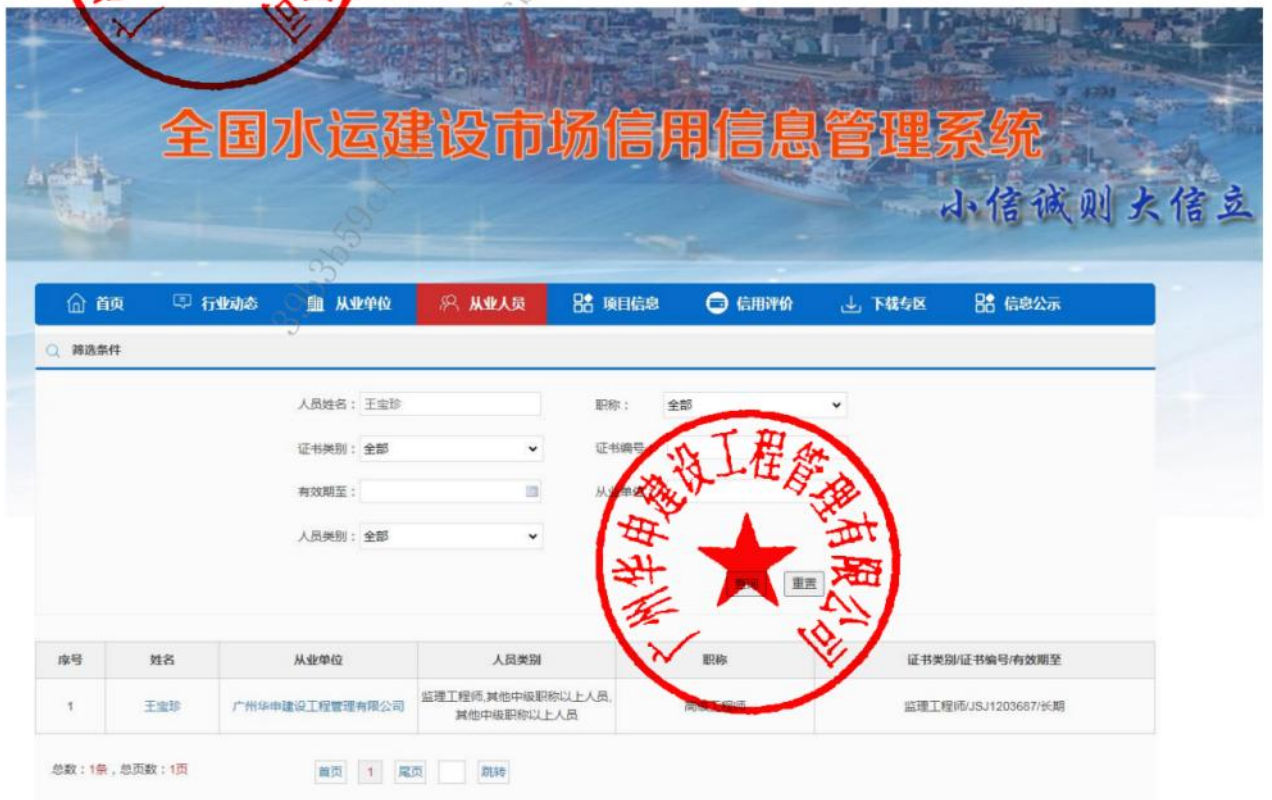 全国水运建设市场信用信息管理系统
小信诚则大信立
首页 行业动态 从业单位 从业人员 项目信息 信用评价 下载专区 信息公示
筛选条件
人员姓名： 王宝珍 职称： 全部
证书类别： 全部 证书编号
有效期至： 从业单位
人员类别： 全部
广州华申建设工程管理有限公司
重置
序号 姓名 从业单位 人员类别 职称 证书类别/证书编号/有效期至
1 王宝珍 广州华申建设工程管理有限公司 监理工程师,其他中级职称以上人员, 高级工程师 监理工程师/JSJ1203687/长期
其他中级职称以上人员
总数：1条，总页数：1页 首页 1 尾页 跳转